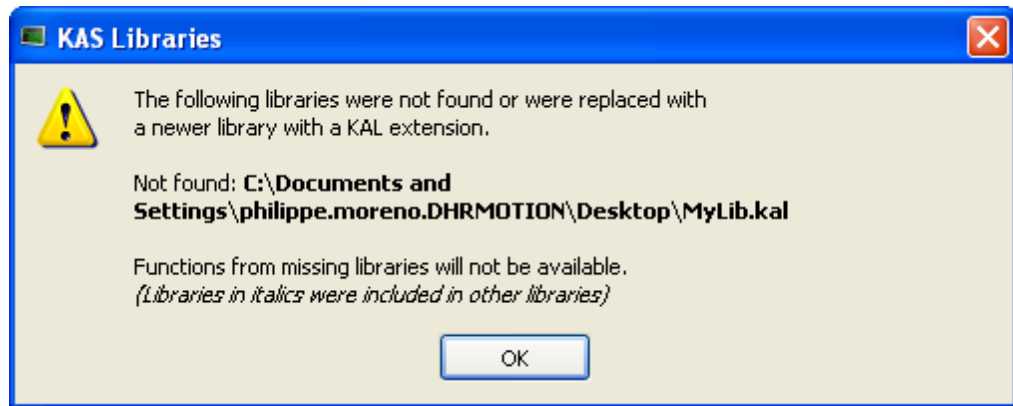 KAS Libraries
The following libraries were not found or were replaced with
a newer library with a KAL extension.
Not found: C:\Documents and
Settings\philippe.moreno.DHRMOTION\Desktop\MyLib.kal
Functions from missing libraries will not be available.
(Libraries in italics were included in other libraries)
OK